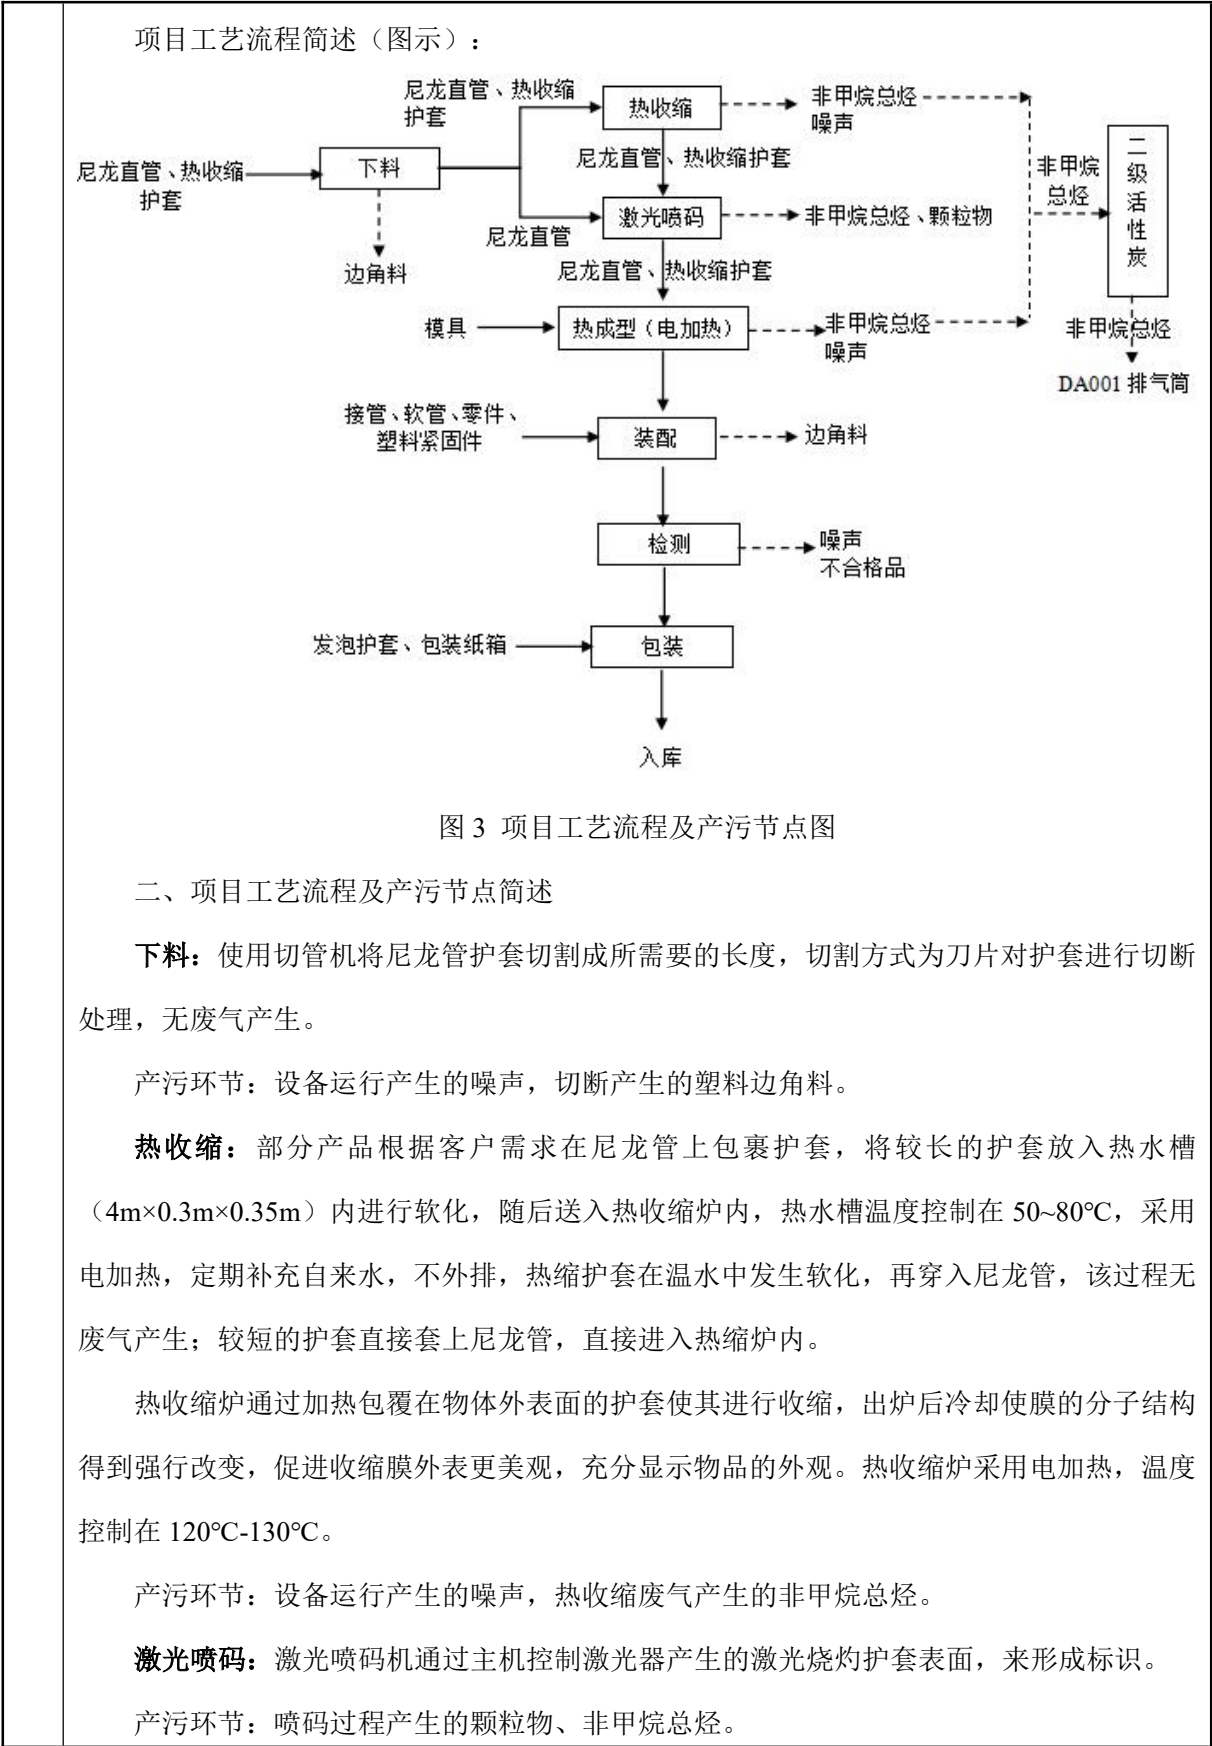 项目工艺流程简述（图示）：
尼龙直管、热收缩
护套
热收缩
非甲烷总烃
噪声
尼龙直管、热收缩
护套
下料
尼龙直管、热收缩护套
非甲烷
总烃
二级活性炭
尼龙直管
激光喷码
非甲烷总烃、颗粒物
边角料
尼龙直管、热收缩护套
模具
热成型（电加热）
非甲烷总烃
噪声
非甲烷总烃
DA001 排气筒
接管、软管、零件、
塑料紧固件
装配
边角料
检测
噪声
不合格品
发泡护套、包装纸箱
包装
入库
图 3 项目工艺流程及产污节点图
二、项目工艺流程及产污节点简述
下料：使用切管机将尼龙管护套切割成所需要的长度，切割方式为刀片对护套进行切断
处理，无废气产生。
产污环节：设备运行产生的噪声，切断产生的塑料边角料。
热收缩：部分产品根据客户需求在尼龙管上包裹护套，将较长的护套放入热水槽
（4m×0.3m×0.35m）内进行软化，随后送入热收缩炉内，热水槽温度控制在 50~80℃，采用
电加热，定期补充自来水，不外排，热缩护套在温水中发生软化，再穿入尼龙管，该过程无
废气产生；较短的护套直接套上尼龙管，直接进入热缩炉内。
热收缩炉通过加热包覆在物体外表面的护套使其进行收缩，出炉后冷却使膜的分子结构
得到强行改变，促进收缩膜外表更美观，充分显示物品的外观。热收缩炉采用电加热，温度
控制在 120℃-130℃。
产污环节：设备运行产生的噪声，热收缩废气产生的非甲烷总烃。
激光喷码：激光喷码机通过主机控制激光器产生的激光烧灼护套表面，来形成标识。
产污环节：喷码过程产生的颗粒物、非甲烷总烃。